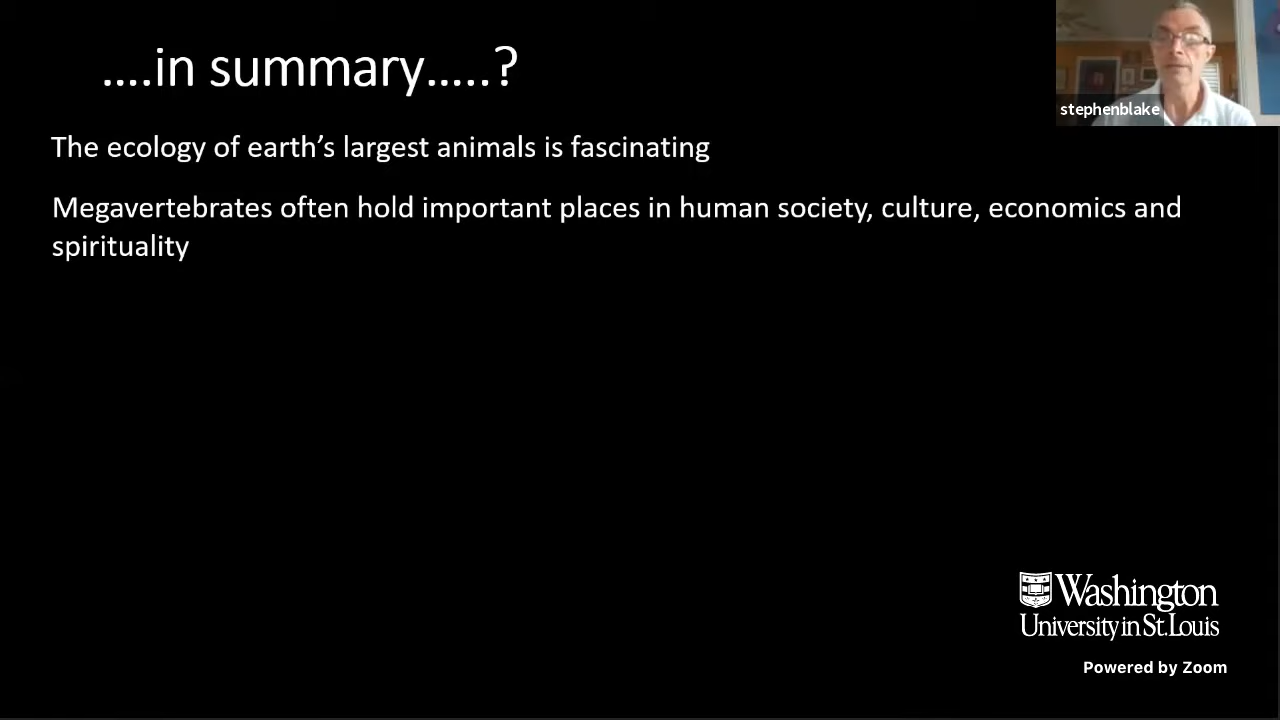 ....in summary.....?
stephenblake
The ecology of earth’s largest animals is fascinating
Megavertebrates often hold important places in human society, culture, economics and
spirituality
Washington
University in St.Louis
Powered by Zoom